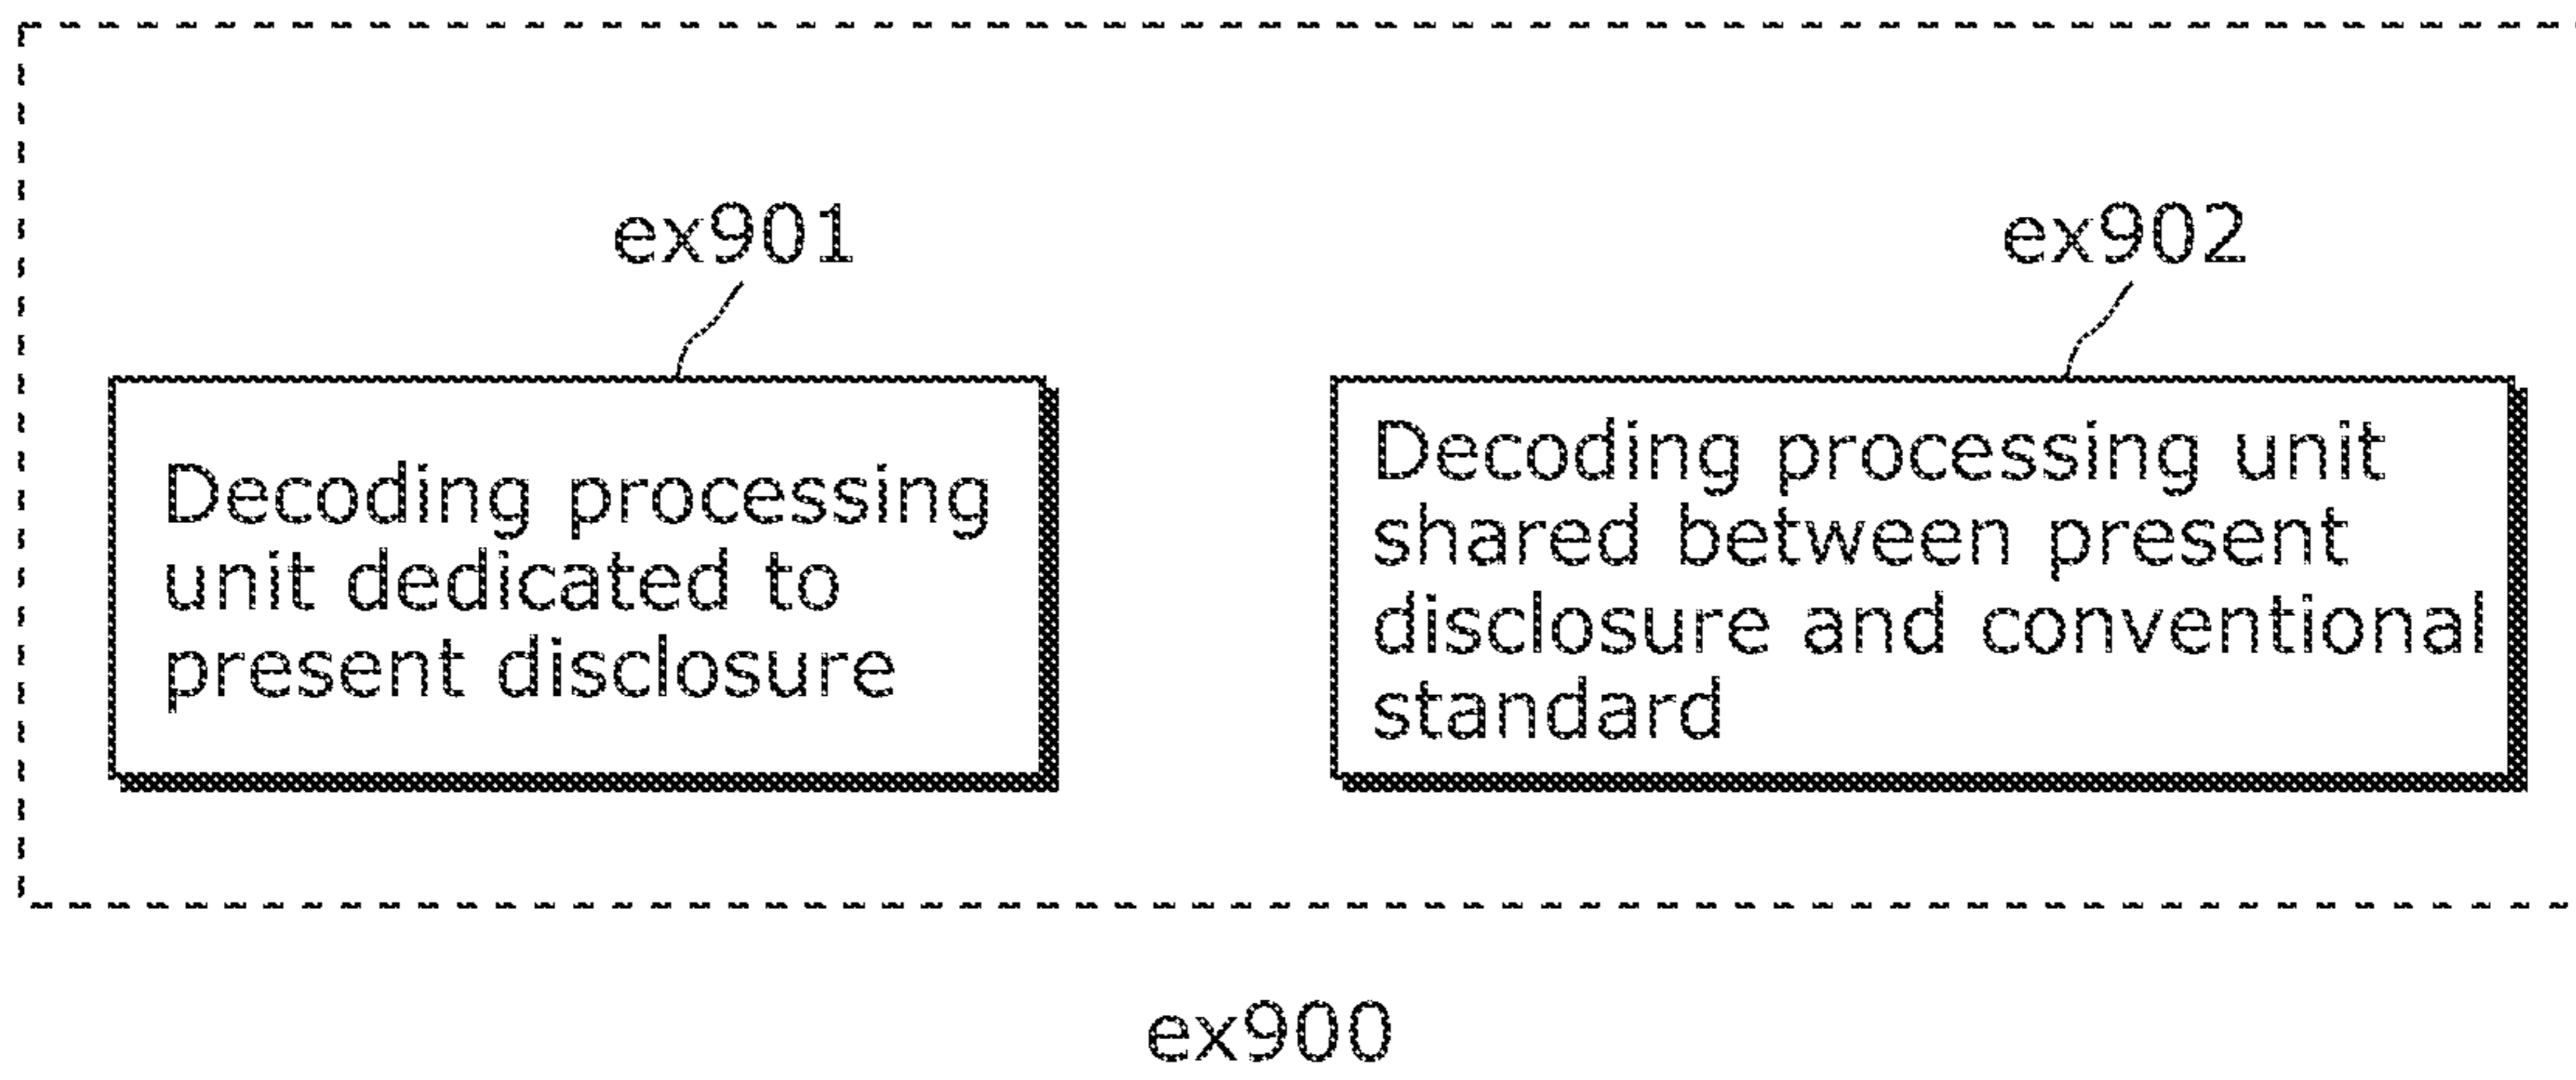 ex901
Decoding processing
unit dedicated to
present disclosure
ex902
Decoding processing unit
shared between present
disclosure and conventional
standard
ex900